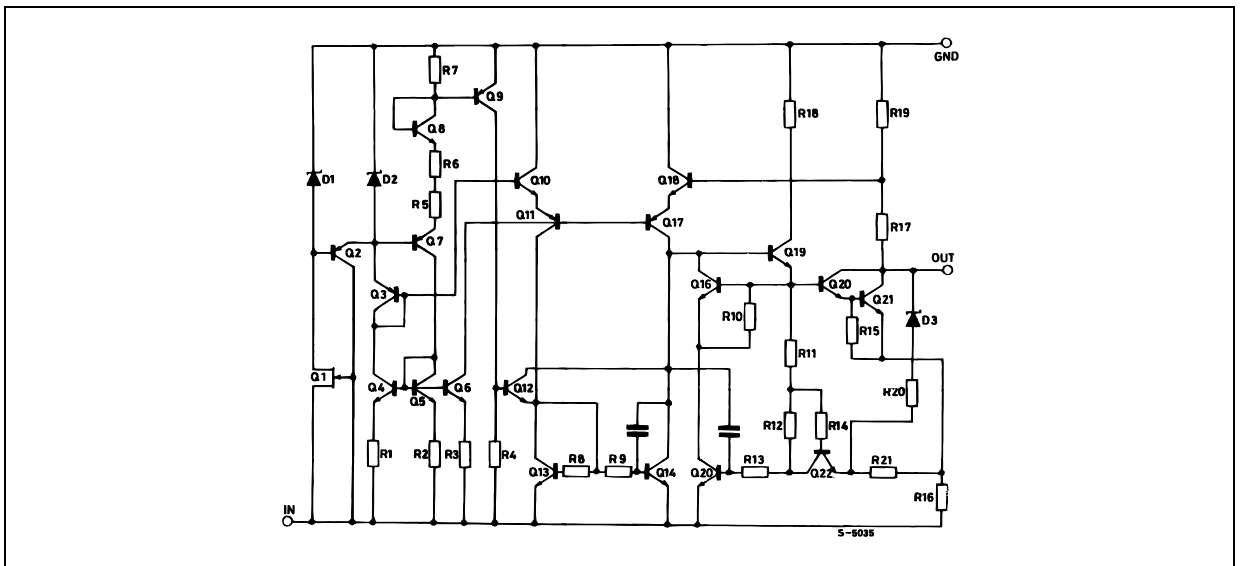 GND
R7
Q9
Q8
R18
R19
R6
D1
D2
Q10
Q18
R5
Q11
Q17
R17
Q2
Q7
Q19
OUT
Q3
Q16
Q20
Q21
R10
R15
D3
R11
Q1
Q4
Q5
Q6
Q12
R20
R12
R14
R1
R2
R3
R4
Q13
R8
R9
Q14
Q20
R13
Q22
R21
R16
IN
S-5035